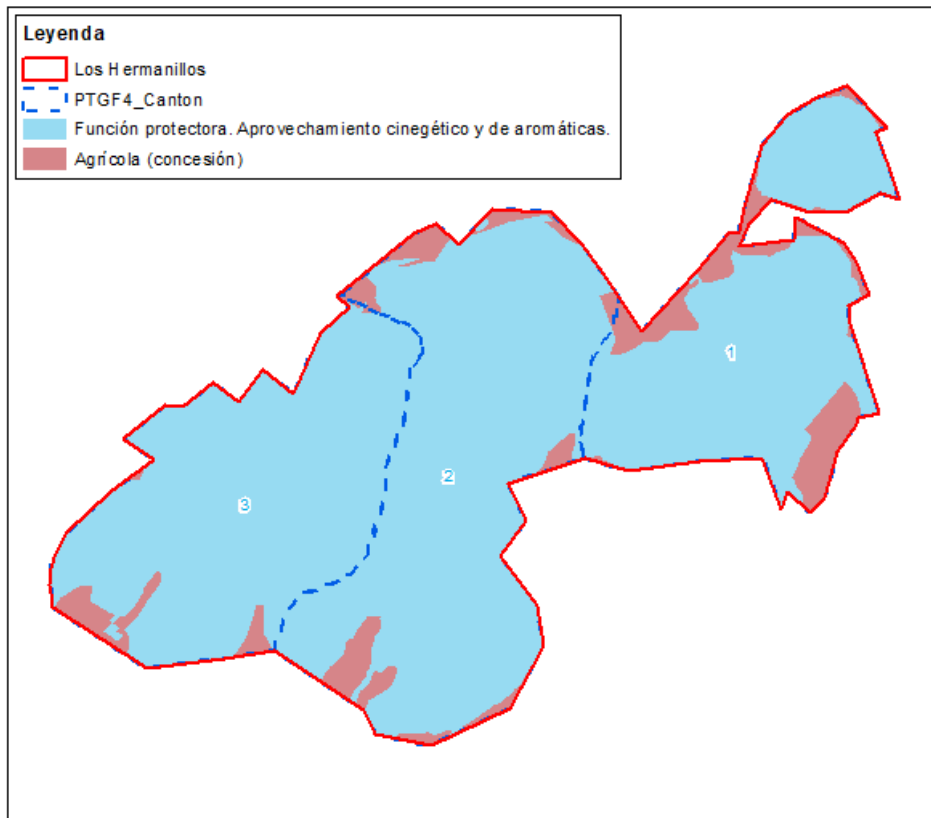 Leyenda
Los Hermanillos
PTGF4_Canton
Función protectora. Aprovechamiento cinegético y de aromáticas.
Agrícola (concesión)
1
2
3